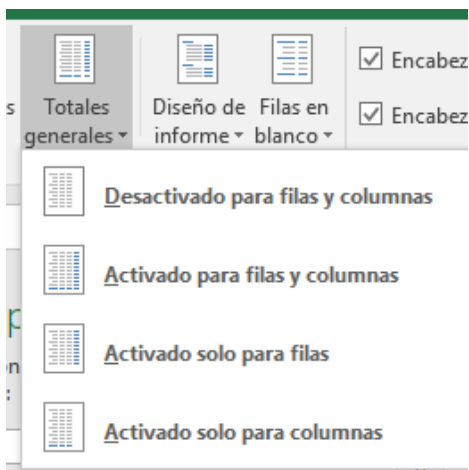 Totales generales
Diseño de informe
Filas en blanco
Encabez
Encabez
Desactivado para filas y columnas
Activado para filas y columnas
Activado solo para filas
Activado solo para columnas